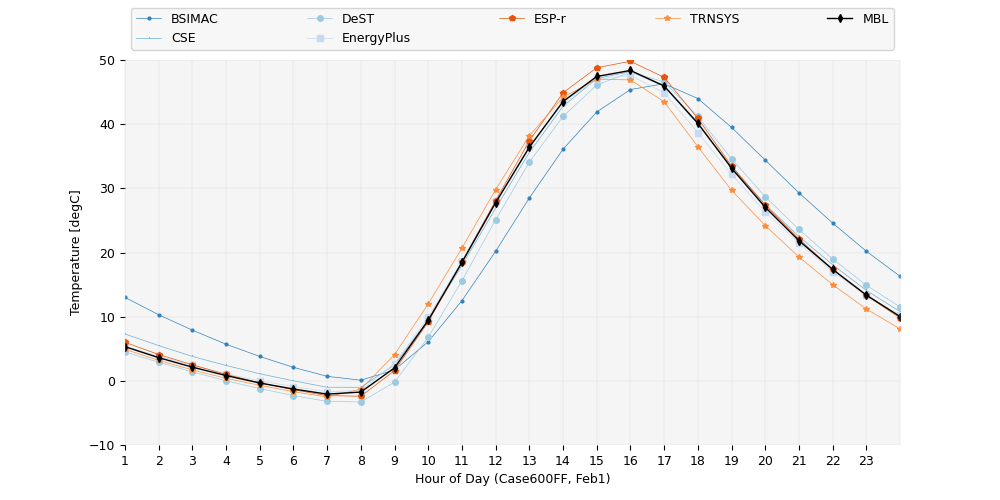 BSIMAC DeST ESP-r TRNSYS MBL
CSE EnergyPlus
50
40
30
20
10
0
−10
Temperature [degC]
1 2 3 4 5 6 7 8 9 10 11 12 13 14 15 16 17 18 19 20 21 22 23
Hour of Day (Case600FF, Feb1)